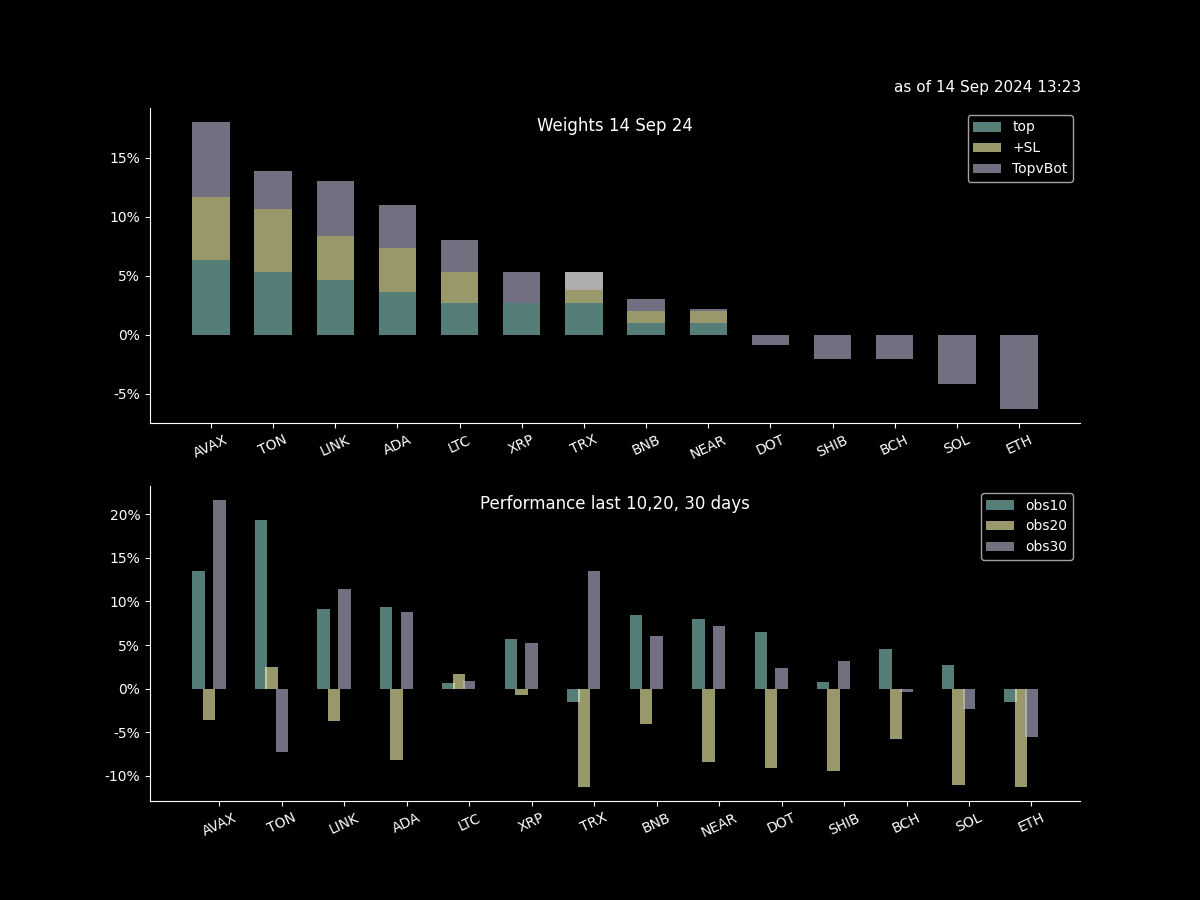 as of 14 Sep 2024 13:23
Weights 14 Sep 24
top
+SL
TopvBot
15%
10%
5%
0%
-5%
AVAX TON LINK ADA LTC XRP TRX BNB NEAR DOT SHIB BCH SOL ETH
Performance last 10,20, 30 days
obs10
obs20
obs30
20%
15%
10%
5%
0%
-5%
-10%
AVAX TON LINK ADA LTC XRP TRX BNB NEAR DOT SHIB BCH SOL ETH